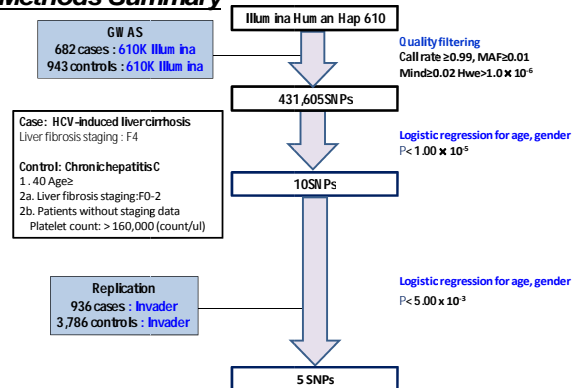 Methods Summary
Illumina Human Hap 610
GWAS
682 cases : 610K Illumina
943 controls : 610K Illumina
Quality filtering
Call rate ≥0.99, MAF≥0.01
Mind≥0.02 Hwe>1.0 × 10-6
431,605SNPs
Case: HCV-induced livercirrhosis
Liver fibrosis staging : F4
Control: Chronic hepatitis C
1 . 40 Age≥
2a. Liver fibrosis staging:F0-2
2b. Patients without staging data
Platelet count: > 160,000 (count/ul)
Logistic regression for age, gender
P< 1.00 × 10-5
10SNPs
Replication
936 cases : Invader
3,786 controls : Invader
Logistic regression for age, gender
P< 5.00 x 10-3
5 SNPs